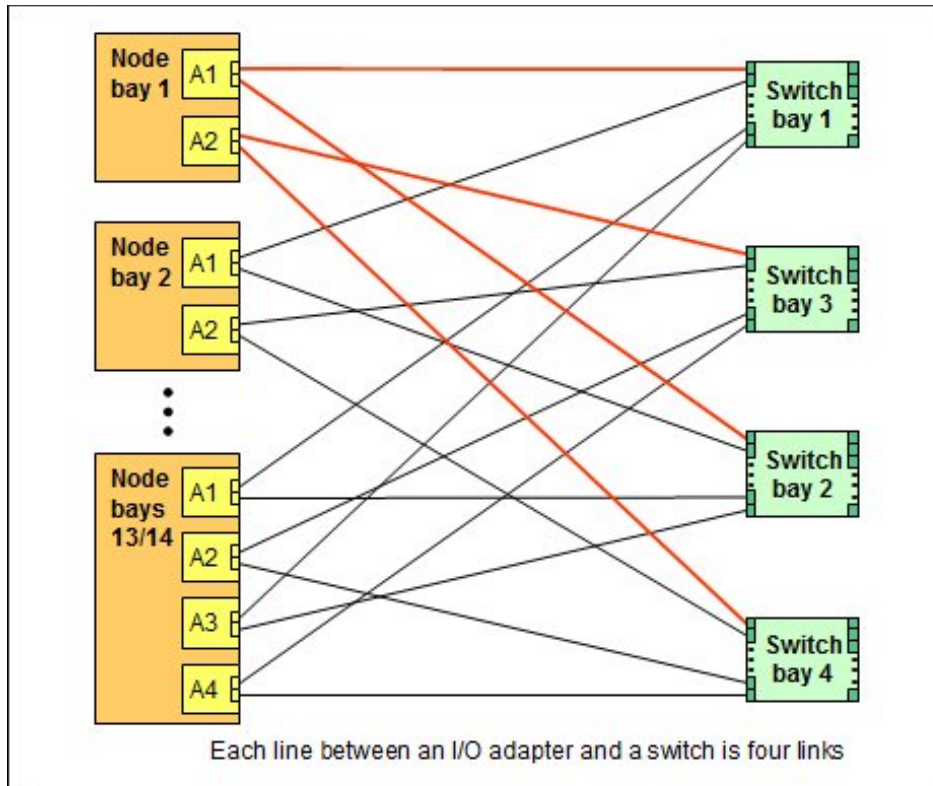 Node
bay 1
A1
A2
Node
bay 2
A1
A2
Node
bays
13/14
A1
A2
A3
A4
Switch
bay 1
Switch
bay 3
Switch
bay 2
Switch
bay 4
Each line between an I/O adapter and a switch is four links